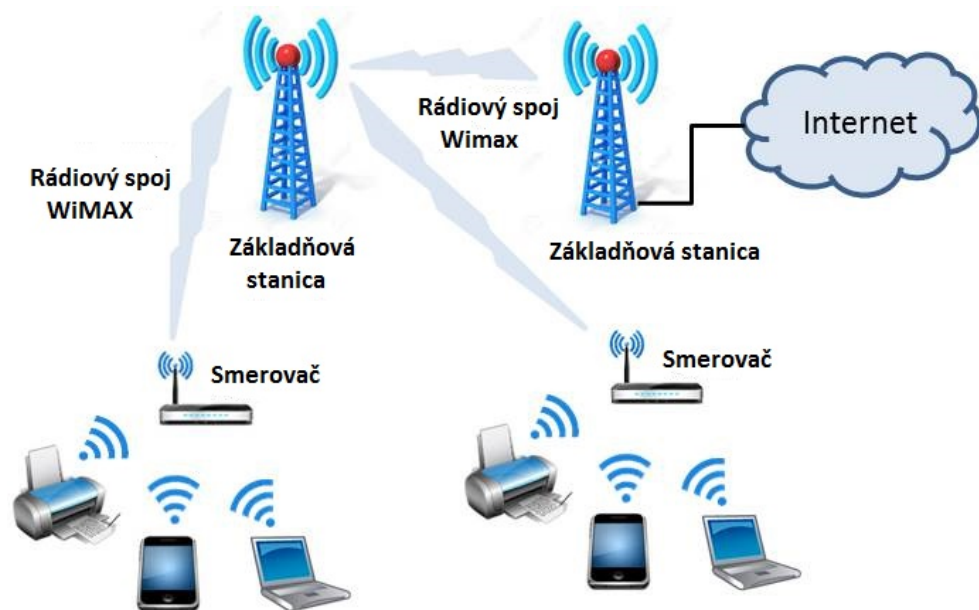 Rádiový spoj
Wimax
Internet
Rádiový spoj
WiMAX
Základňová
stanica
Základňová stanica
Smerovač
Smerovač